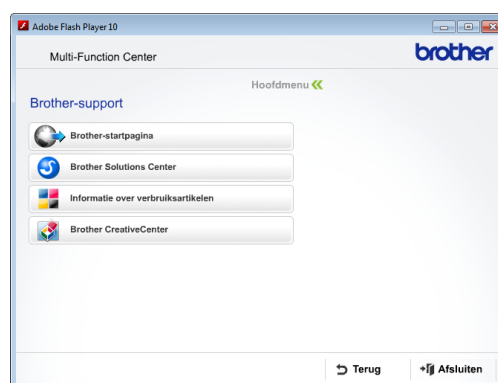 Adobe Flash Player 10
Multi-Function Center
brother
Hoofdmenu
Brother-support
Brother-startpagina
Brother Solutions Center
Informatie over verbruiksartikelen
Brother CreativeCenter
Terug
Afsluiten